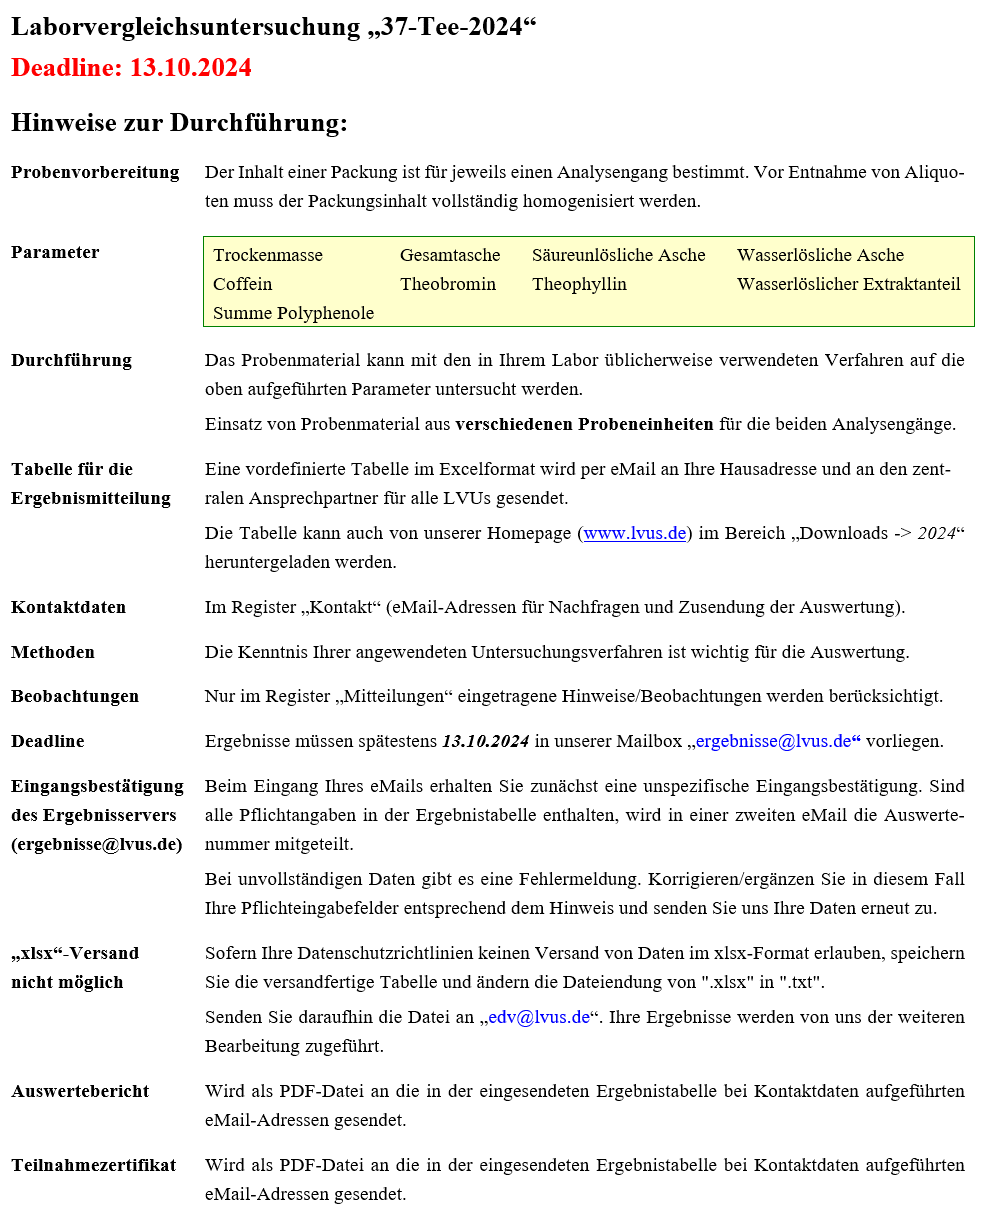 Laborvergleichsuntersuchung „37-Tee-2024“
Deadline: 13.10.2024
Hinweise zur Durchführung:
Probenvorbereitung Der Inhalt einer Packung ist für jeweils einen Analysengang bestimmt. Vor Entnahme von Aliquo-
ten muss der Packungsinhalt vollständig homogenisiert werden.
Parameter Trockenmasse Gesamtasche Säureunlösliche Asche Wasserlösliche Asche
Coffein Theobromin Theophyllin Wasserlöslicher Extraktanteil
Summe Polyphenole
Durchführung Das Probenmaterial kann mit den in Ihrem Labor üblicherweise verwendeten Verfahren auf die
oben aufgeführten Parameter untersucht werden.
Einsatz von Probenmaterial aus verschiedenen Probeneinheiten für die beiden Analysengänge.
Tabelle für die Eine vordefinierte Tabelle im Excelformat wird per eMail an Ihre Hausadresse und an den zent-
Ergebnismitteilung ralen Ansprechpartner für alle LVUs gesendet.
Die Tabelle kann auch von unserer Homepage (www.lvus.de) im Bereich „Downloads -> 2024“
heruntergeladen werden.
Kontaktdaten Im Register „Kontakt“ (eMail-Adressen für Nachfragen und Zusendung der Auswertung).
Methoden Die Kenntnis Ihrer angewendeten Untersuchungsverfahren ist wichtig für die Auswertung.
Beobachtungen Nur im Register „Mitteilungen“ eingetragene Hinweise/Beobachtungen werden berücksichtigt.
Deadline Ergebnisse müssen spätestens 13.10.2024 in unserer Mailbox „ergebnisse@lvus.de“ vorliegen.
Eingangsbestätigung Beim Eingang Ihres eMails erhalten Sie zunächst eine unspezifische Eingangsbestätigung. Sind
des Ergebnisservers alle Pflichtangaben in der Ergebnistabelle enthalten, wird in einer zweiten eMail die Auswerte-
(ergebnisse@lvus.de) nummer mitgeteilt.
Bei unvollständigen Daten gibt es eine Fehlermeldung. Korrigieren/ergänzen Sie in diesem Fall
Ihre Pflichteingabefelder entsprechend dem Hinweis und senden Sie uns Ihre Daten erneut zu.
„xlsx“-Versand Sofern Ihre Datenschutzrichtlinien keinen Versand von Daten im xlsx-Format erlauben, speichern
nicht möglich Sie die versandfertige Tabelle und ändern die Dateiendung von ".xlsx" in ".txt".
Senden Sie daraufhin die Datei an „edv@lvus.de“. Ihre Ergebnisse werden von uns der weiteren
Bearbeitung zugeführt.
Auswertebericht Wird als PDF-Datei an die in der eingesendeten Ergebnistabelle bei Kontaktdaten aufgeführten
eMail-Adressen gesendet.
Teilnahmezertifikat Wird als PDF-Datei an die in der eingesendeten Ergebnistabelle bei Kontaktdaten aufgeführten
eMail-Adressen gesendet.